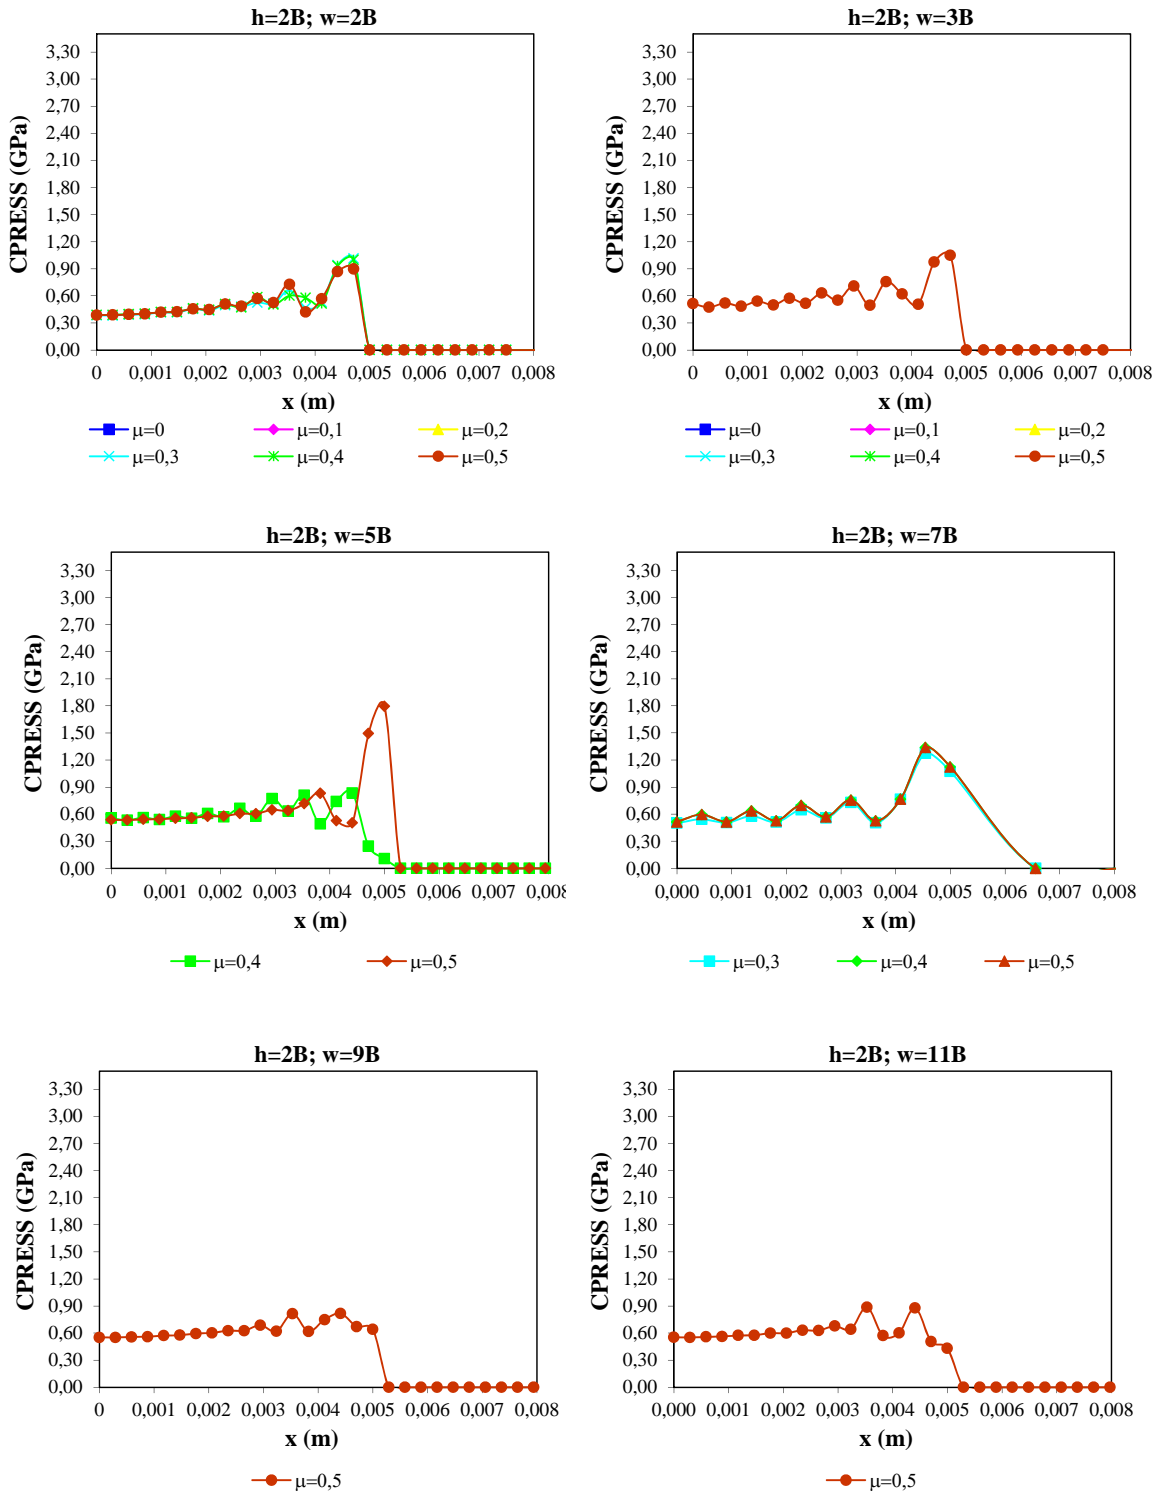 h=2B; w=2B
3,30
3,00
2,70
2,40
2,10
1,80
1,50
1,20
0,90
0,60
0,30
0,00
CPRESS (GPa)
0 0,001 0,002 0,003 0,004 0,005 0,006 0,007 0,008
x (m)
μ=0 μ=0,1 μ=0,2
μ=0,3 μ=0,4 μ=0,5
h=2B; w=3B
3,30
3,00
2,70
2,40
2,10
1,80
1,50
1,20
0,90
0,60
0,30
0,00
CPRESS (GPa)
0 0,001 0,002 0,003 0,004 0,005 0,006 0,007 0,008
x (m)
μ=0 μ=0,1 μ=0,2
μ=0,3 μ=0,4 μ=0,5
h=2B; w=5B
3,30
3,00
2,70
2,40
2,10
1,80
1,50
1,20
0,90
0,60
0,30
0,00
CPRESS (GPa)
0 0,001 0,002 0,003 0,004 0,005 0,006 0,007 0,008
x (m)
μ=0,4 μ=0,5
h=2B; w=7B
3,30
3,00
2,70
2,40
2,10
1,80
1,50
1,20
0,90
0,60
0,30
0,00
CPRESS (GPa)
0,000 0,001 0,002 0,003 0,004 0,005 0,006 0,007 0,008
x (m)
μ=0,3 μ=0,4 μ=0,5
h=2B; w=9B
3,30
3,00
2,70
2,40
2,10
1,80
1,50
1,20
0,90
0,60
0,30
0,00
CPRESS (GPa)
0 0,001 0,002 0,003 0,004 0,005 0,006 0,007 0,008
x (m)
μ=0,5
h=2B; w=11B
3,30
3,00
2,70
2,40
2,10
1,80
1,50
1,20
0,90
0,60
0,30
0,00
CPRESS (GPa)
0,000 0,001 0,002 0,003 0,004 0,005 0,006 0,007 0,008
x (m)
μ=0,5